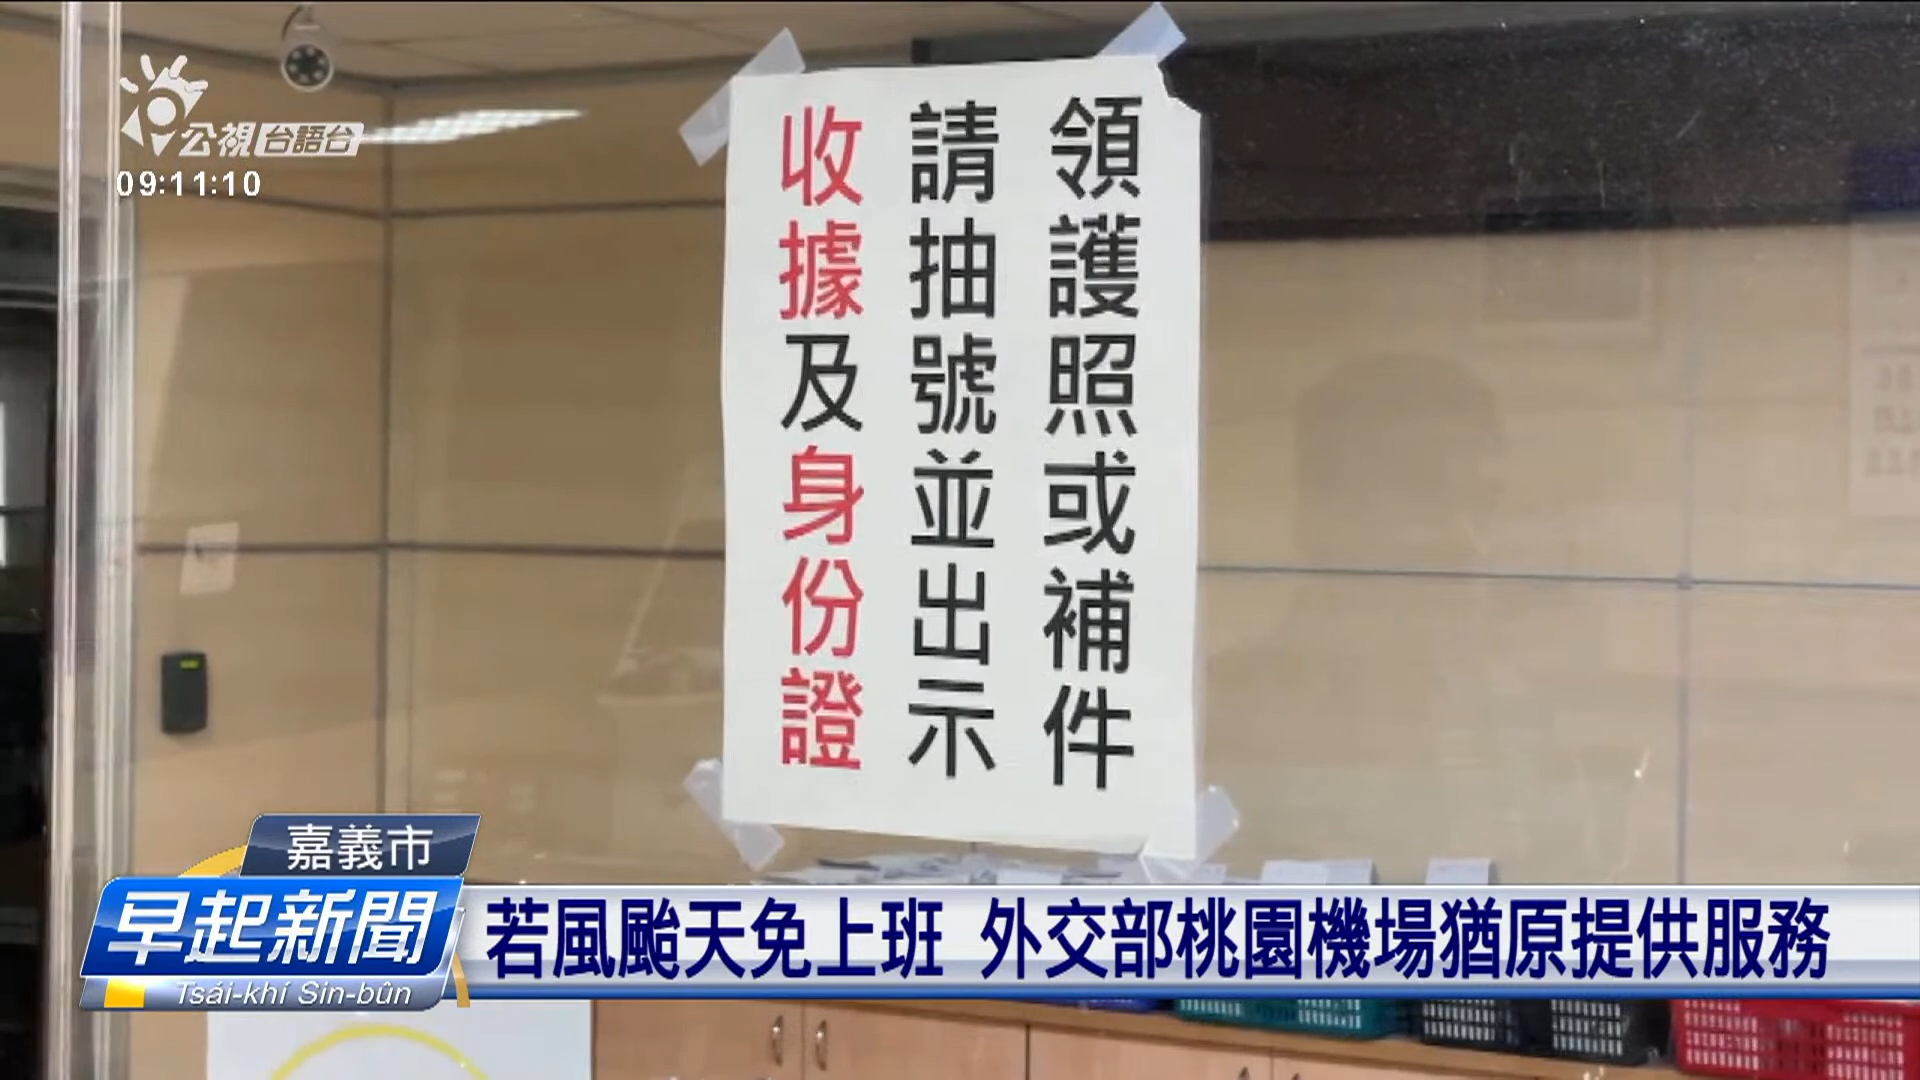 公視台語台
09:11:10
領護照或補件
請抽號並出示
收據及身份證
嘉義市
早起新聞
Tsái-khí Sin-bûn
若風颱天免上班 外交部桃園機場猶原提供服務